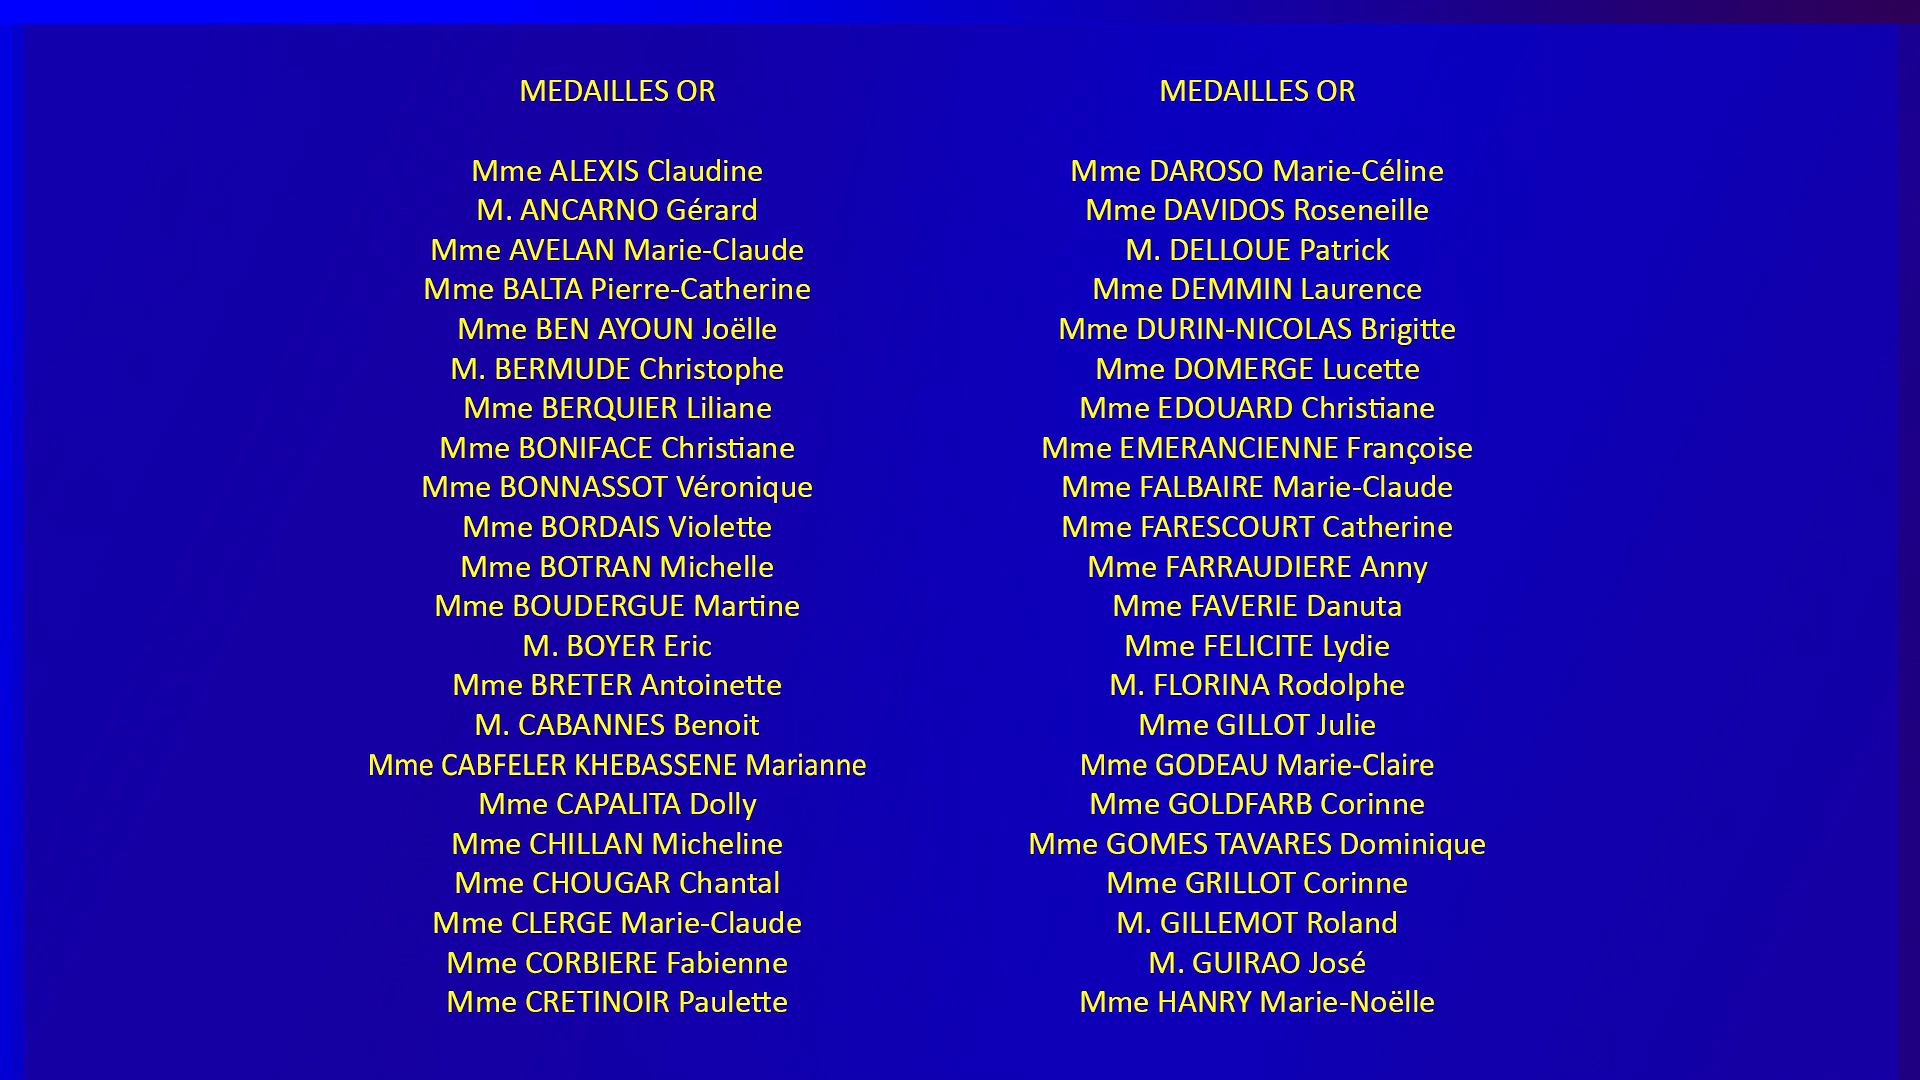 MEDAILLES OR
Mme ALEXIS Claudine
M. ANCARNO Gérard
Mme AVELAN Marie-Claude
Mme BALTA Pierre-Catherine
Mme BEN AYOUN Joëlle
M. BERMUDE Christophe
Mme BERQUIER Liliane
Mme BONIFACE Christiane
Mme BONNASSOT Véronique
Mme BORDAIS Violette
Mme BOTRAN Michelle
Mme BOUDERGUE Martine
M. BOYER Eric
Mme BRETER Antoinette
M. CABANNES Benoit
Mme CABFELER KHEBASSENE Marianne
Mme CAPALITA Dolly
Mme CHILLAN Micheline
Mme CHOUGAR Chantal
Mme CLERGE Marie-Claude
Mme CORBIERE Fabienne
Mme CRETINOIR Paulette
MEDAILLES OR
Mme DAROSO Marie-Céline
Mme DAVIDOS Roseneille
M. DELLOUE Patrick
Mme DEMMIN Laurence
Mme DURIN-NICOLAS Brigitte
Mme DOMERGE Lucette
Mme EDOUARD Christiane
Mme EMERANCIENNE Françoise
Mme FALBAIRE Marie-Claude
Mme FARESCOURT Catherine
Mme FARRAUDIERE Anny
Mme FAVERIE Danuta
Mme FELICITE Lydie
M. FLORINA Rodolphe
Mme GILLOT Julie
Mme GODEAU Marie-Claire
Mme GOLDFARB Corinne
Mme GOMES TAVARES Dominique
Mme GRILLOT Corinne
M. GILLEMOT Roland
M. GUIRAO José
Mme HANRY Marie-Noëlle